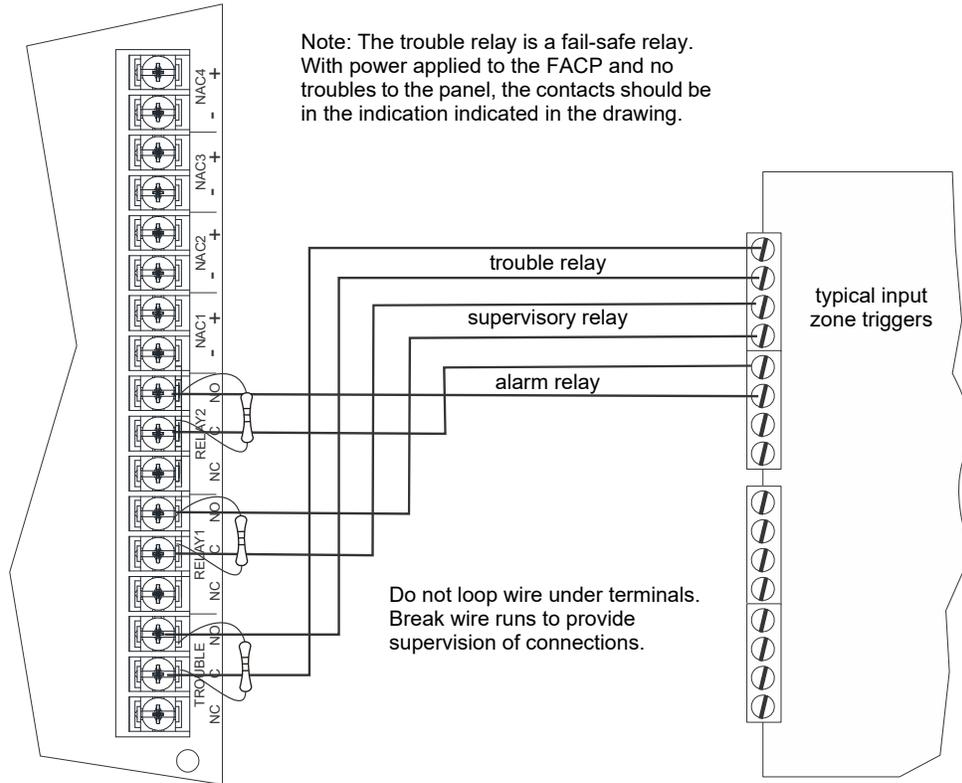 Note: The trouble relay is a fail-safe relay.
With power applied to the FACP and no
troubles to the panel, the contacts should be
in the indication indicated in the drawing.
NAC4
+
-
NAC3
+
-
NAC2
+
-
NAC1
+
-
RELAY2
NO
C
NC
RELAY1
NO
C
NC
TROUBLE
NO
C
NC
trouble relay
supervisory relay
alarm relay
typical input
zone triggers
Do not loop wire under terminals.
Break wire runs to provide
supervision of connections.